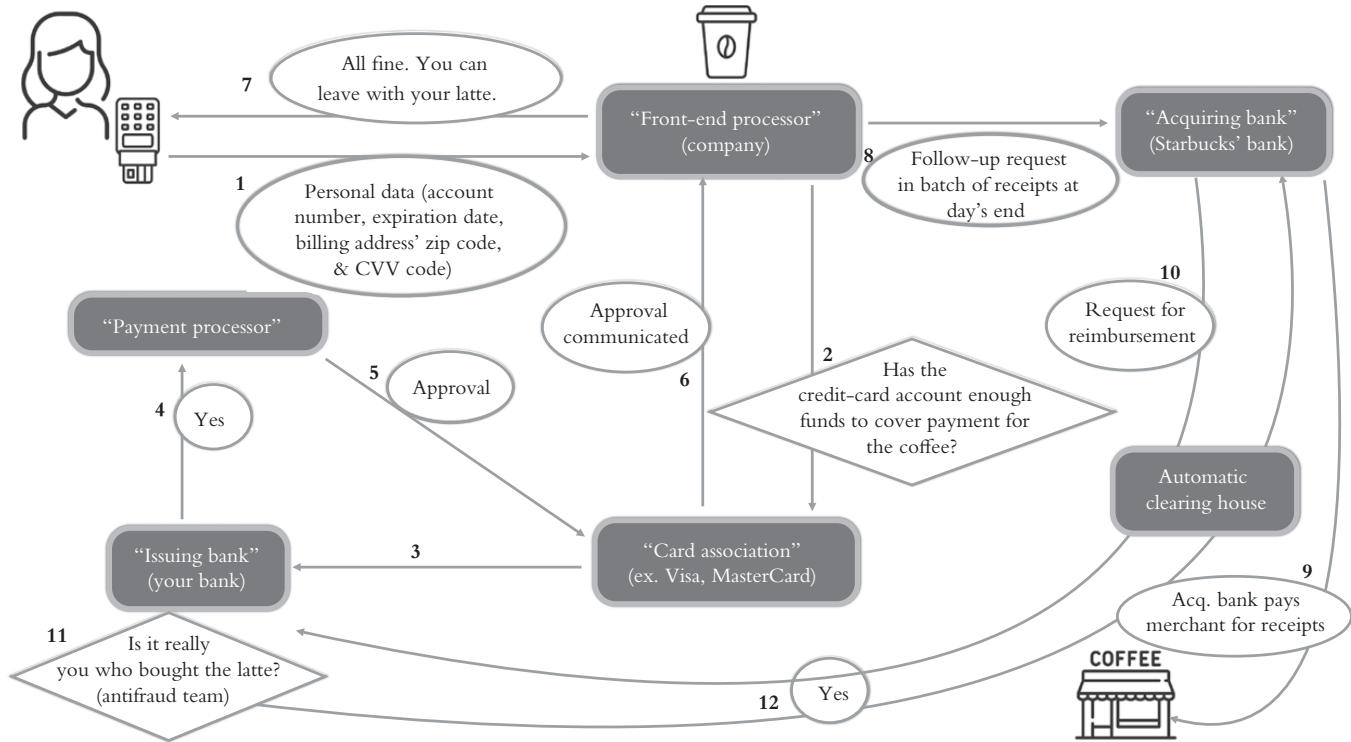 7
All fine. You can
leave with your latte.
“Front-end processor”
(company)
“Acquiring bank”
(Starbucks’ bank)
1
Personal data (account
number, expiration date,
billing address’ zip code,
& CVV code)
8
Follow-up request
in batch of receipts at
day’s end
“Payment processor”
Approval
communicated
6
10
Request for
reimbursement
2
Has the
credit-card account enough
funds to cover payment for
the coffee?
5
Approval
4
Yes
Automatic
clearing house
“Issuing bank”
(your bank)
3
“Card association”
(ex. Visa, MasterCard)
9
Acq. bank pays
merchant for receipts
11
Is it really
you who bought the latte?
(antifraud team)
12
Yes
COFFEE